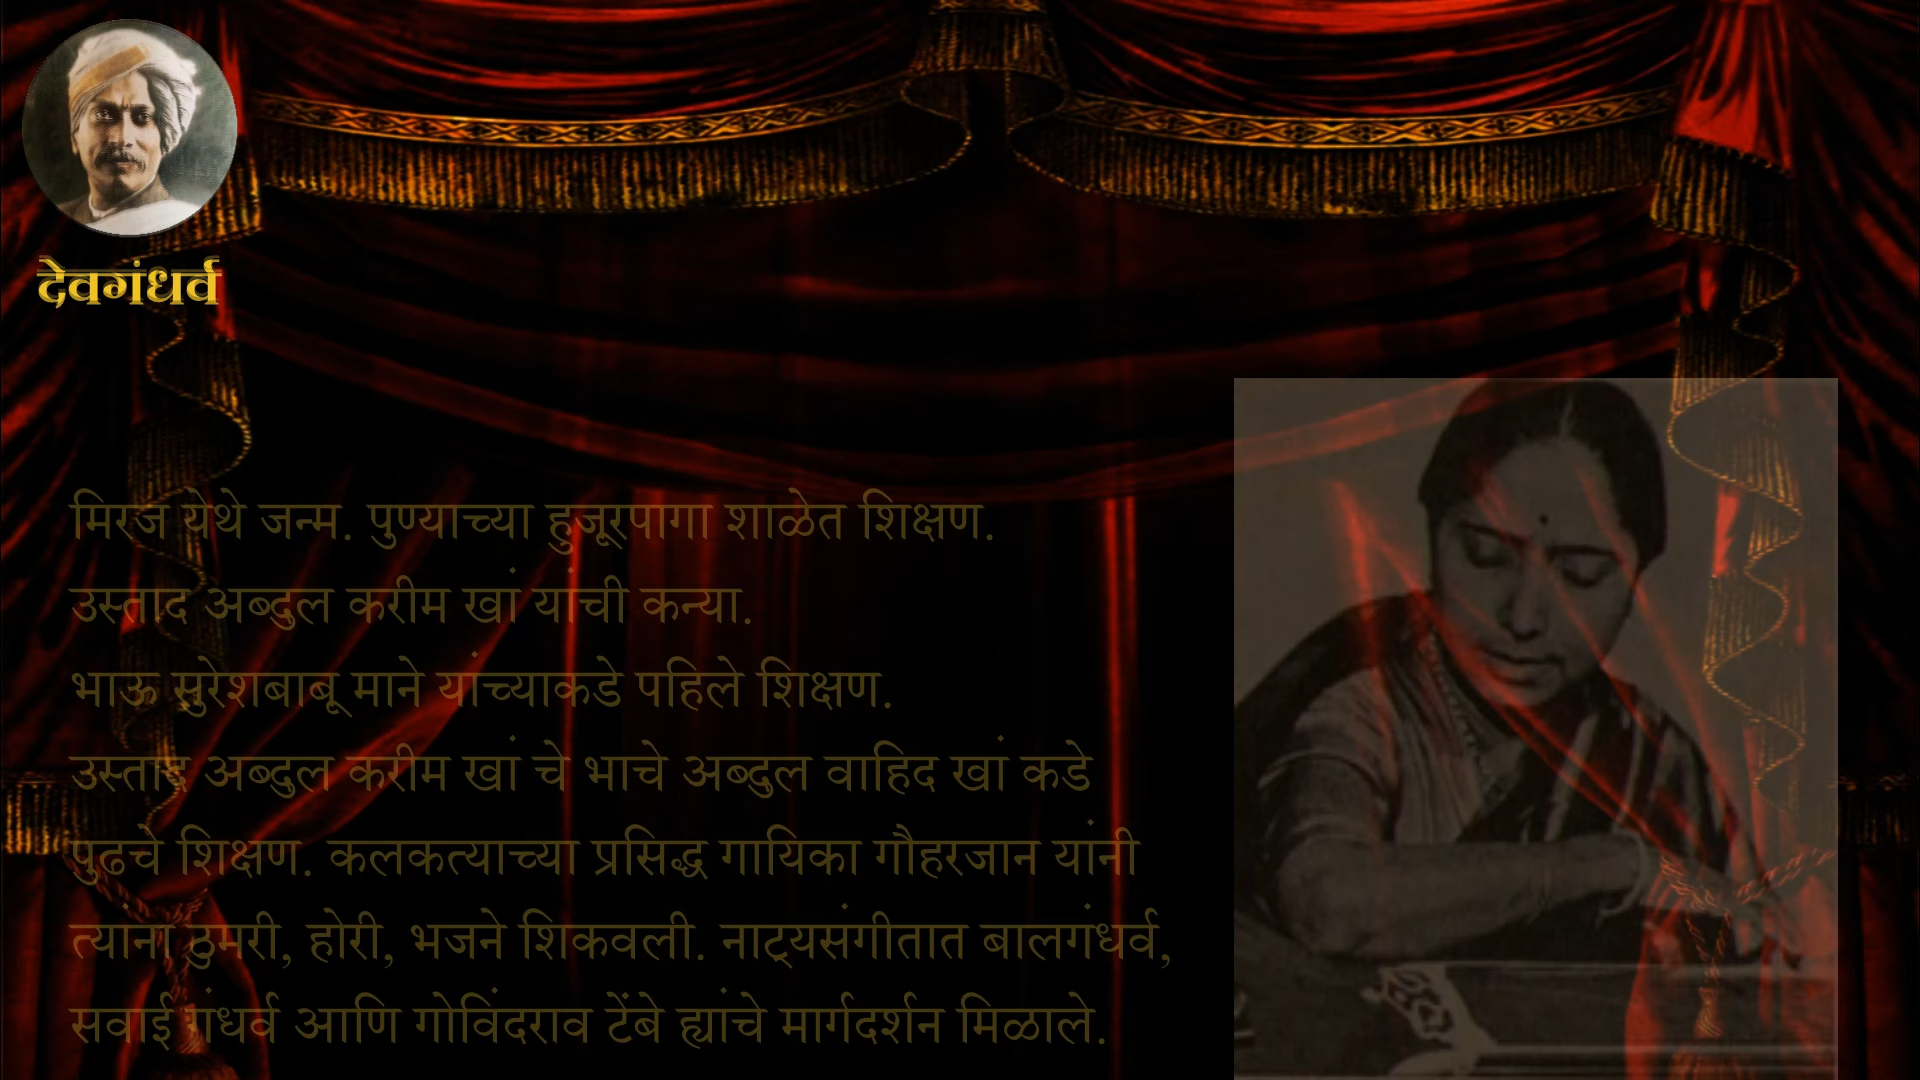 देवगंधर्व
मिरज येथे जन्म. पुण्याच्या हुजूरपागा शाळेत शिक्षण.
उस्ताद अब्दुल करीम खां यांची कन्या.
भाऊ सुरेशबाबू माने यांच्याकडे पहिले शिक्षण.
उस्ताद अब्दुल करीम खां चे भाचे अब्दुल वाहिद खां कडे
पुढचे शिक्षण. कलकत्याच्या प्रसिद्ध गायिका गौहरजान यांनी
त्यांना ठुमरी, होरी, भजने शिकवली. नाट्यसंगीतात बालगंधर्व,
सवाई गंधर्व आणि गोविंदराव टेंबे ह्यांचे मार्गदर्शन मिळाले.